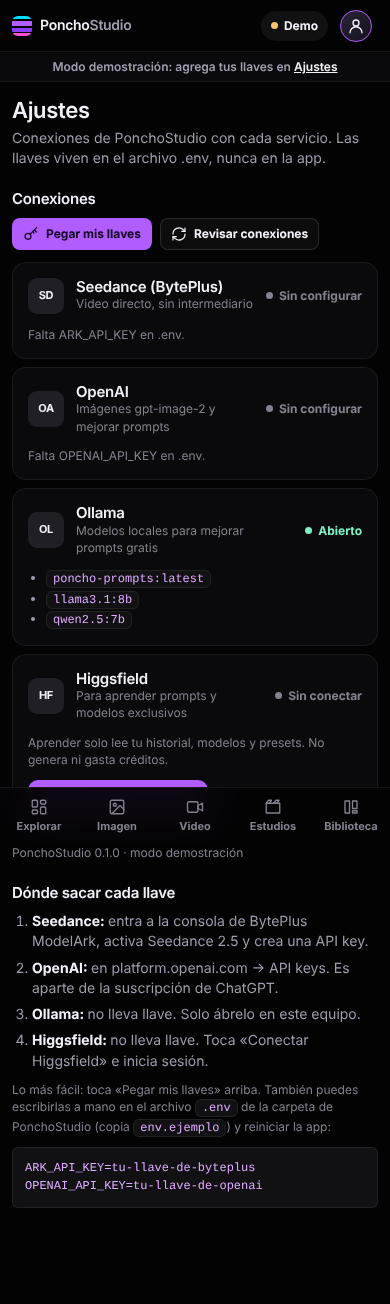 PonchoStudio
Demo
Modo demostración: agrega tus llaves en Ajustes
Ajustes
Conexiones de PonchoStudio con cada servicio. Las
llaves viven en el archivo .env, nunca en la app.
Conexiones
Pegar mis llaves
Revisar conexiones
SD
Seedance (BytePlus)
Video directo, sin intermediario
Sin configurar
Falta ARK_API_KEY en .env.
OA
OpenAI
Imágenes gpt-image-2 y
mejorar prompts
Sin configurar
Falta OPENAI_API_KEY en .env.
OL
Ollama
Modelos locales para mejorar
prompts gratis
Abierto
poncho-prompts:latest
llama3.1:8b
qwen2.5:7b
HF
Higgsfield
Para aprender prompts y
modelos exclusivos
Sin conectar
Aprender solo lee tu historial, modelos y presets. No
genera ni gasta créditos.
Explorar
Imagen
Video
Estudios
Biblioteca
PonchoStudio 0.1.0 · modo demostración
Dónde sacar cada llave
1. Seedance: entra a la consola de BytePlus
ModelArk, activa Seedance 2.5 y crea una API key.
2. OpenAI: en platform.openai.com → API keys. Es
aparte de la suscripción de ChatGPT.
3. Ollama: no lleva llave. Solo ábrelo en este equipo.
4. Higgsfield: no lleva llave. Toca «Conectar
Higgsfield» e inicia sesión.
Lo más fácil: toca «Pegar mis llaves» arriba. También puedes
escribirlas a mano en el archivo .env de la carpeta de
PonchoStudio (copia env.ejemplo) y reiniciar la app:
ARK_API_KEY=tu-llave-de-byteplus
OPENAI_API_KEY=tu-llave-de-openai